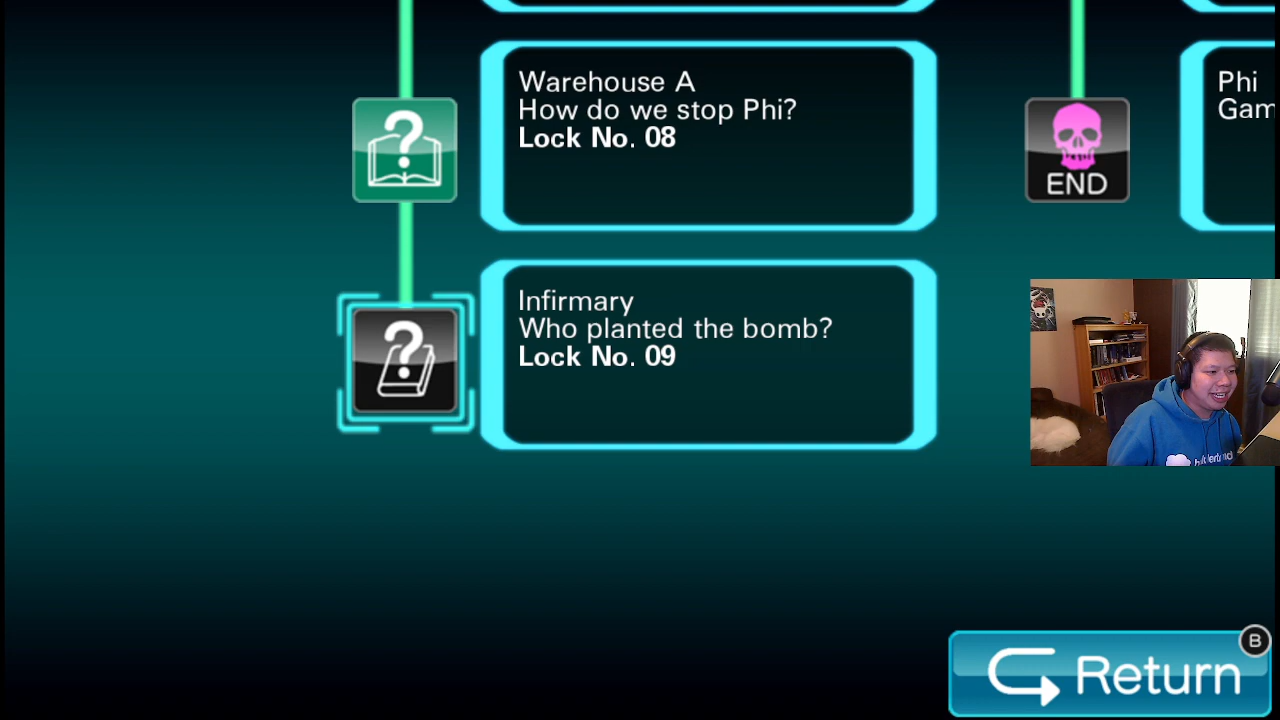 Warehouse A
How do we stop Phi?
Lock No. 08
END
Phi
Infirmary
Who planted the bomb?
Lock No. 09
B
Return